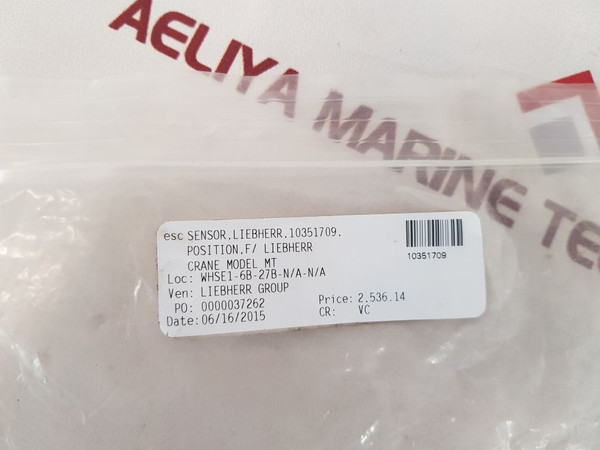 AELIYA MARINE TEC
esc SENSOR.LIEBHERR.10351709.
POSITION.F/ LIEBHERR
CRANE MODEL MT
Loc: WHSE1-6B-27B-N/A-N/A
Ven: LIEBHERR GROUP
PO: 0000037262 Price: 2.536.14
Date: 06/16/2015 CR: VC
10351709